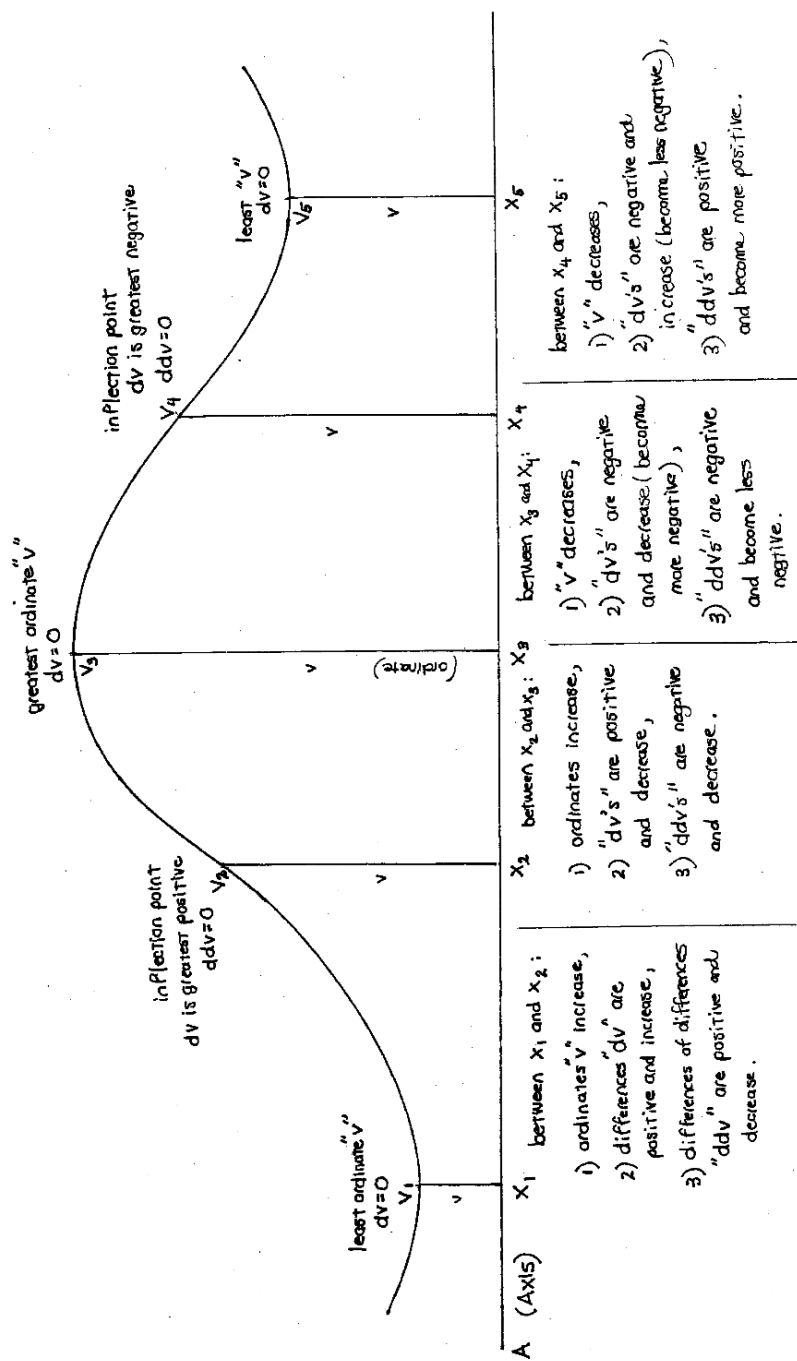 least ordinate "v"
dv=0
V1
inflection point
dv is greatest positive
ddv=0
V2
greatest ordinate "v"
dv=0
V3
inflection point
dv is greatest negative
ddv=0
V4
least "v"
dv=0
V5
v
v
v
(ordinate)
v
v
A (Axis)
X1
X2
X3
X4
X5
between X1 and X2:
1) ordinates "v" increase,
2) differences "dv" are
positive and increase,
3) differences of differences
"ddv" are positive and
decrease.
between X2 and X3:
1) ordinates increase,
2) "dv's" are positive
and decrease,
3) "ddv's" are negative
and decrease.
between X3 and X4:
1) "v" decreases,
2) "dv's" are negative
and decrease (become
more negative),
3) "ddv's" are negative
and become less
negtive.
between X4 and X5:
1) "v" decreases,
2) "dv's" are negative and
increase (become less negative),
3) "ddv's" are positive
and become more positive.